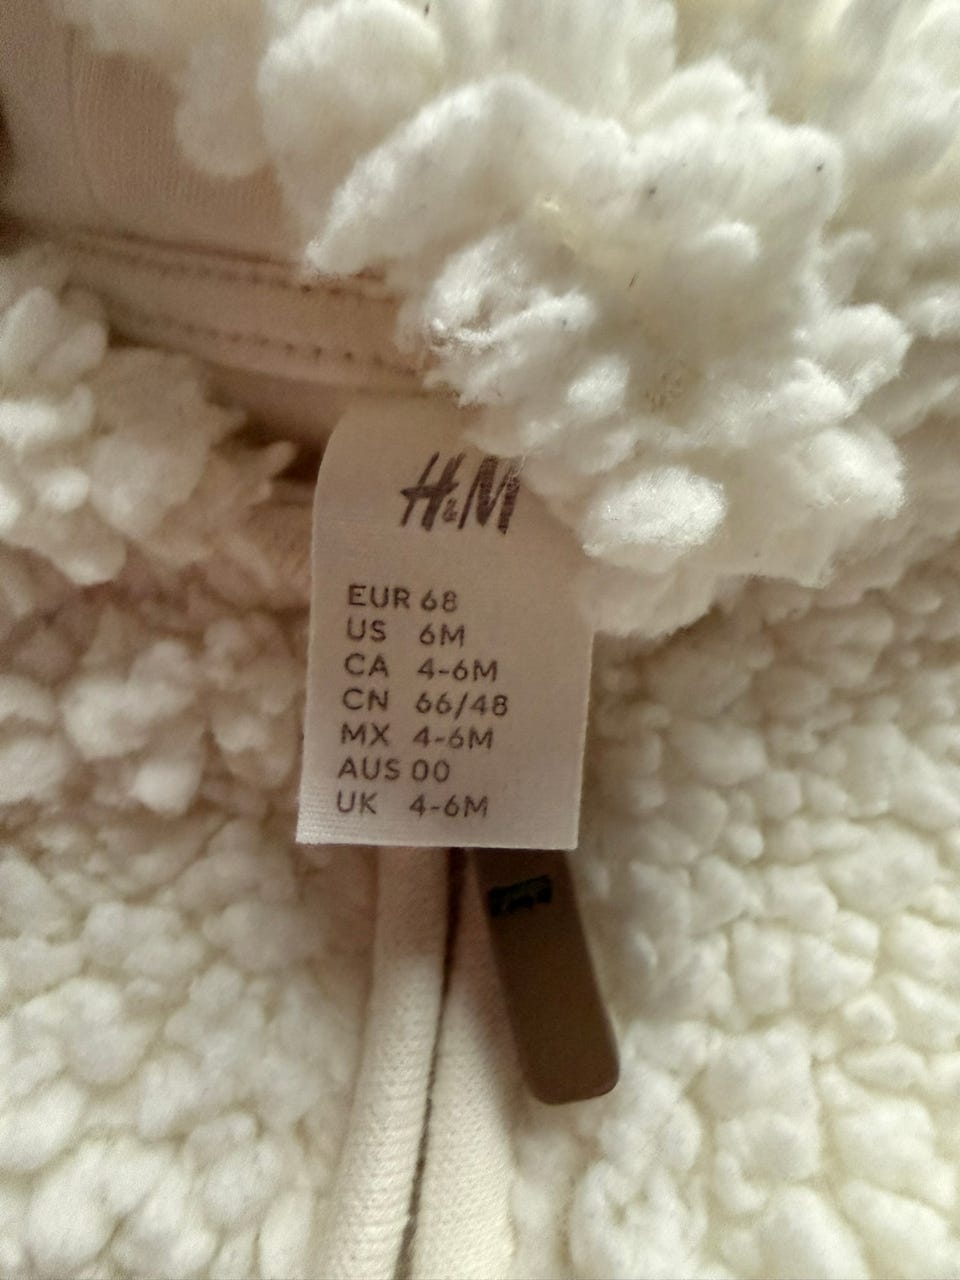 H&M
EUR 68
US 6M
CA 4-6M
CN 66/48
MX 4-6M
AUS 00
UK 4-6M